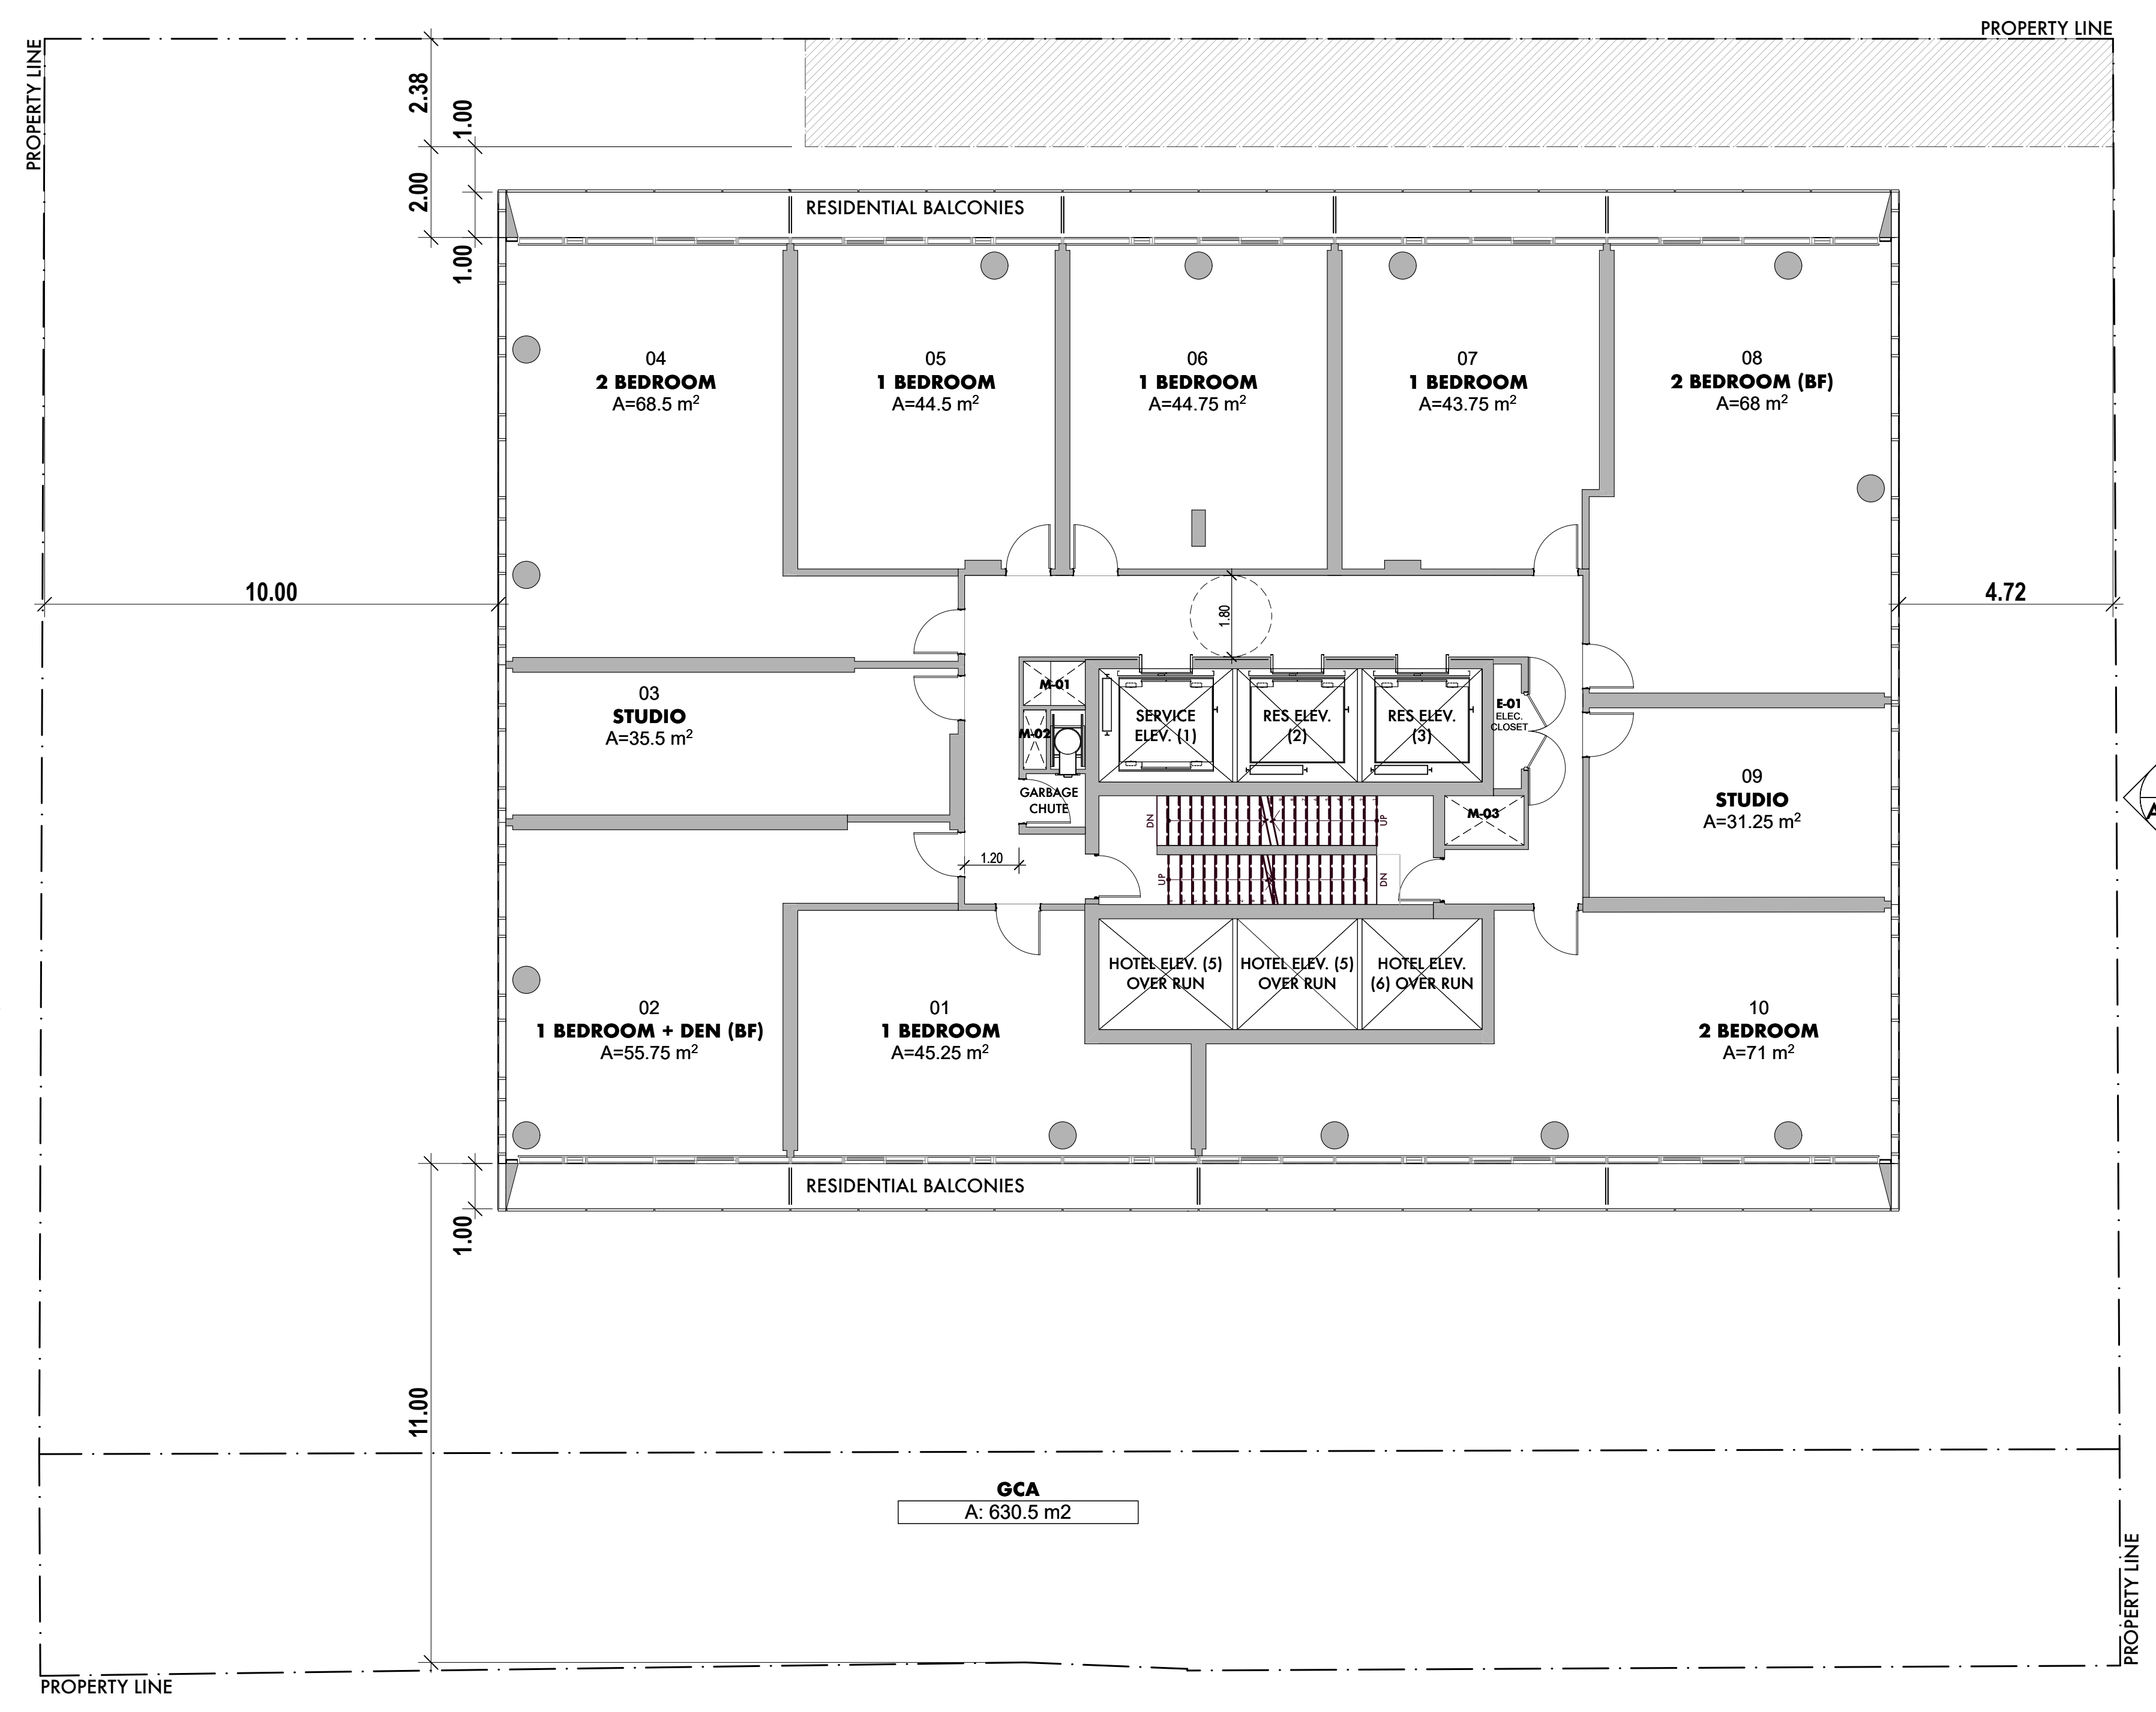 PROPERTY LINE
PROPERTY LINE
2.38
1.00
2.00
1.00
RESIDENTIAL BALCONIES
04
2 BEDROOM
A=68.5 m²
05
1 BEDROOM
A=44.5 m²
06
1 BEDROOM
A=44.75 m²
07
1 BEDROOM
A=43.75 m²
08
2 BEDROOM (BF)
A=68 m²
10.00
1.80
4.72
03
STUDIO
A=35.5 m²
M-01
M-02
GARBAGE
CHUTE
SERVICE
ELEV. (1)
RES ELEV.
(2)
RES ELEV.
(3)
E-01
ELEC.
CLOSET
09
STUDIO
A=31.25 m²
A
DN
UP
M-03
1.20
UP
DN
HOTEL ELEV. (5)
OVER RUN
HOTEL ELEV. (5)
OVER RUN
HOTEL ELEV.
(6) OVER RUN
02
1 BEDROOM + DEN (BF)
A=55.75 m²
01
1 BEDROOM
A=45.25 m²
10
2 BEDROOM
A=71 m²
RESIDENTIAL BALCONIES
1.00
11.00
GCA
A: 630.5 m2
PROPERTY LINE
PROPERTY LINE